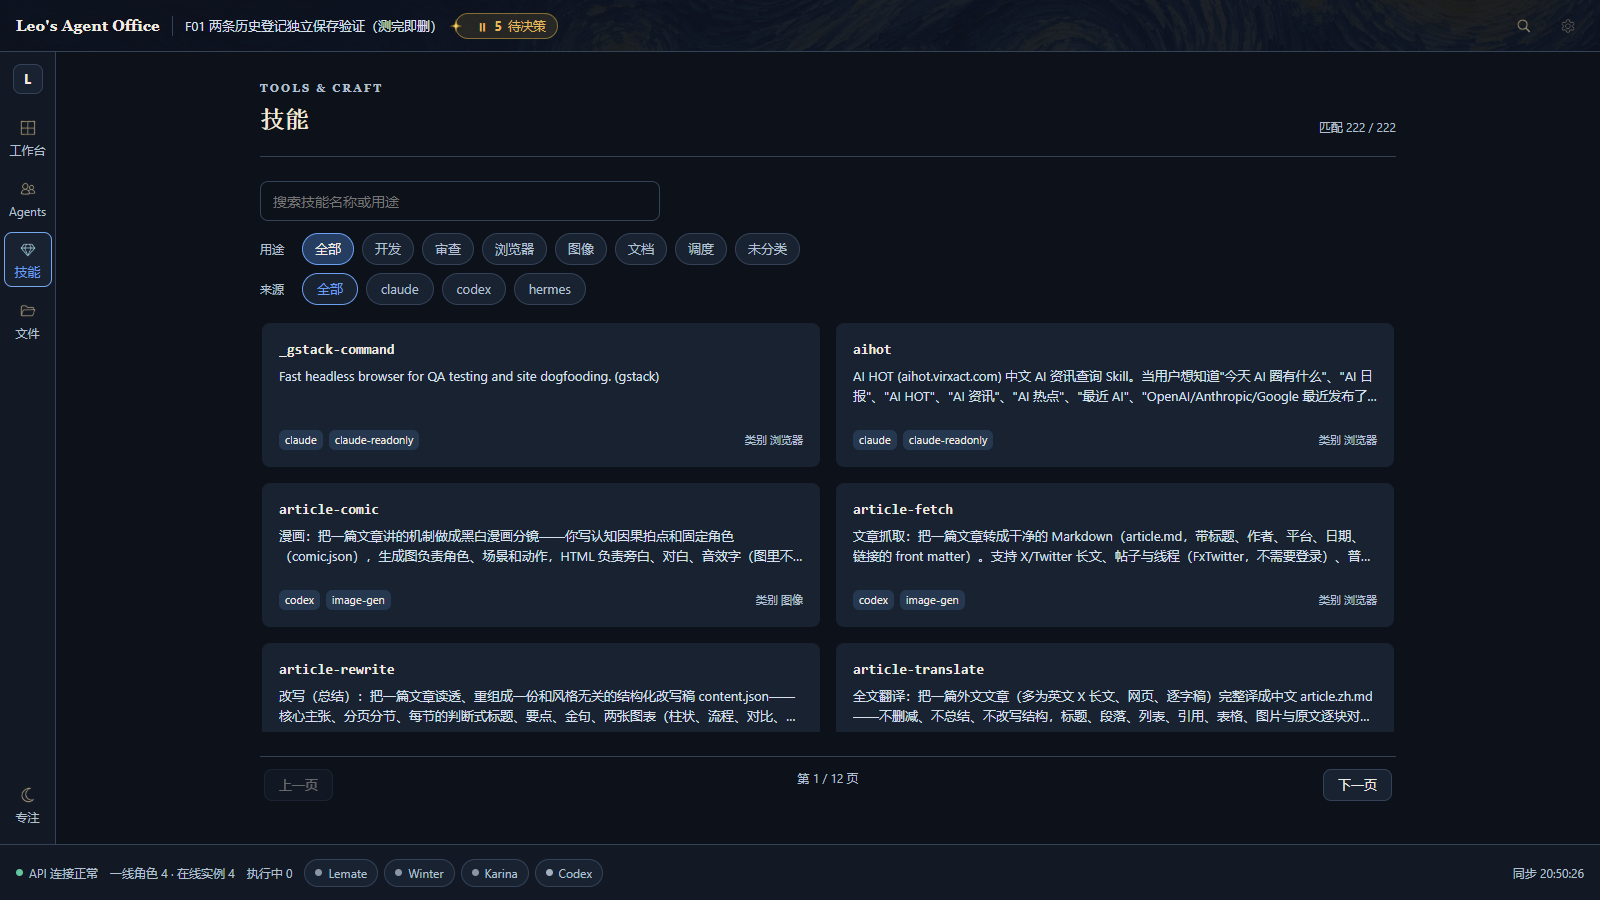 Leo's Agent Office
F01 两条历史登记独立保存验证（测完即删）
5 待决策
L
工作台
Agents
技能
文件
专注
TOOLS & CRAFT
技能
匹配 222 / 222
搜索技能名称或用途
用途 全部 开发 审查 浏览器 图像 文档 调度 未分类
来源 全部 claude codex hermes
_gstack-command
Fast headless browser for QA testing and site dogfooding. (gstack)
claude claude-readonly 类别 浏览器
aihot
AI HOT (aihot.virxact.com) 中文 AI 资讯查询 Skill。当用户想知道"今天 AI 圈有什么"、"AI 日
报"、"AI HOT"、"AI 资讯"、"AI 热点"、"最近 AI"、"OpenAI/Anthropic/Google 最近发布了...
claude claude-readonly 类别 浏览器
article-comic
漫画：把一篇文章讲的机制做成黑白漫画分镜——你写认知因果拍点和固定角色
（comic.json），生成图负责角色、场景和动作，HTML 负责旁白、对白、音效字（图里不...
codex image-gen 类别 图像
article-fetch
文章抓取：把一篇文章转成干净的 Markdown（article.md，带标题、作者、平台、日期、
链接的 front matter）。支持 X/Twitter 长文、帖子与线程（FxTwitter，不需要登录）、普...
codex image-gen 类别 浏览器
article-rewrite
改写（总结）：把一篇文章读透、重组成一份和风格无关的结构化改写稿 content.json——
核心主张、分页分节、每节的判断式标题、要点、金句、两张图表（柱状、流程、对比、...
article-translate
全文翻译：把一篇外文文章（多为英文 X 长文、网页、逐字稿）完整译成中文 article.zh.md
——不删减、不总结、不改写结构，标题、段落、列表、引用、表格、图片与原文逐块对...
上一页
第 1 / 12 页
下一页
API 连接正常 一线角色 4 · 在线实例 4 执行中 0 Lemate Winter Karina Codex 同步 20:50:26